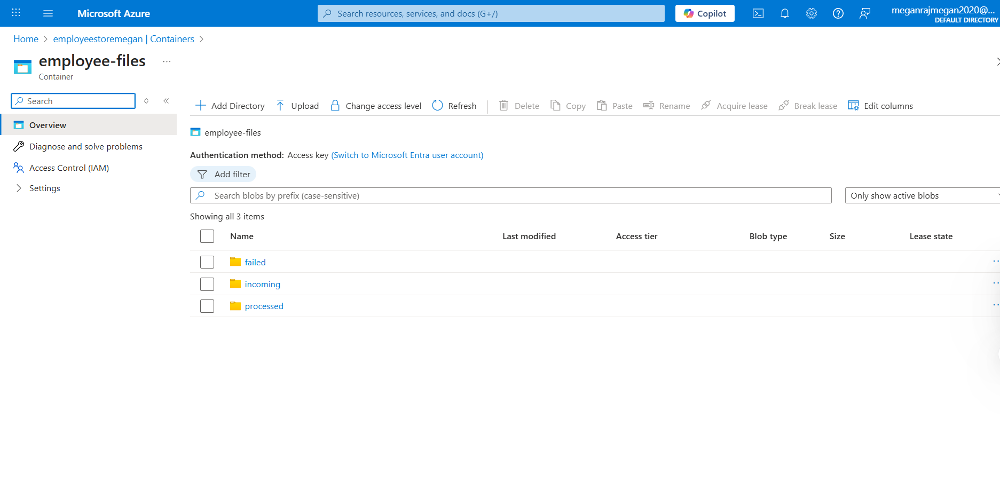 Microsoft Azure
Search resources, services, and docs (G+/)
Copilot
meganrajmegan2020@...
DEFAULT DIRECTORY
Home > employeestoremegan | Containers >
employee-files ...
Container
Search
Overview
Diagnose and solve problems
Access Control (IAM)
Settings
Add Directory Upload Change access level Refresh Delete Copy Paste Rename Acquire lease Break lease Edit columns
employee-files
Authentication method: Access key (Switch to Microsoft Entra user account)
Add filter
Search blobs by prefix (case-sensitive)
Only show active blobs
Showing all 3 items
Name Last modified Access tier Blob type Size Lease state
failed
incoming
processed